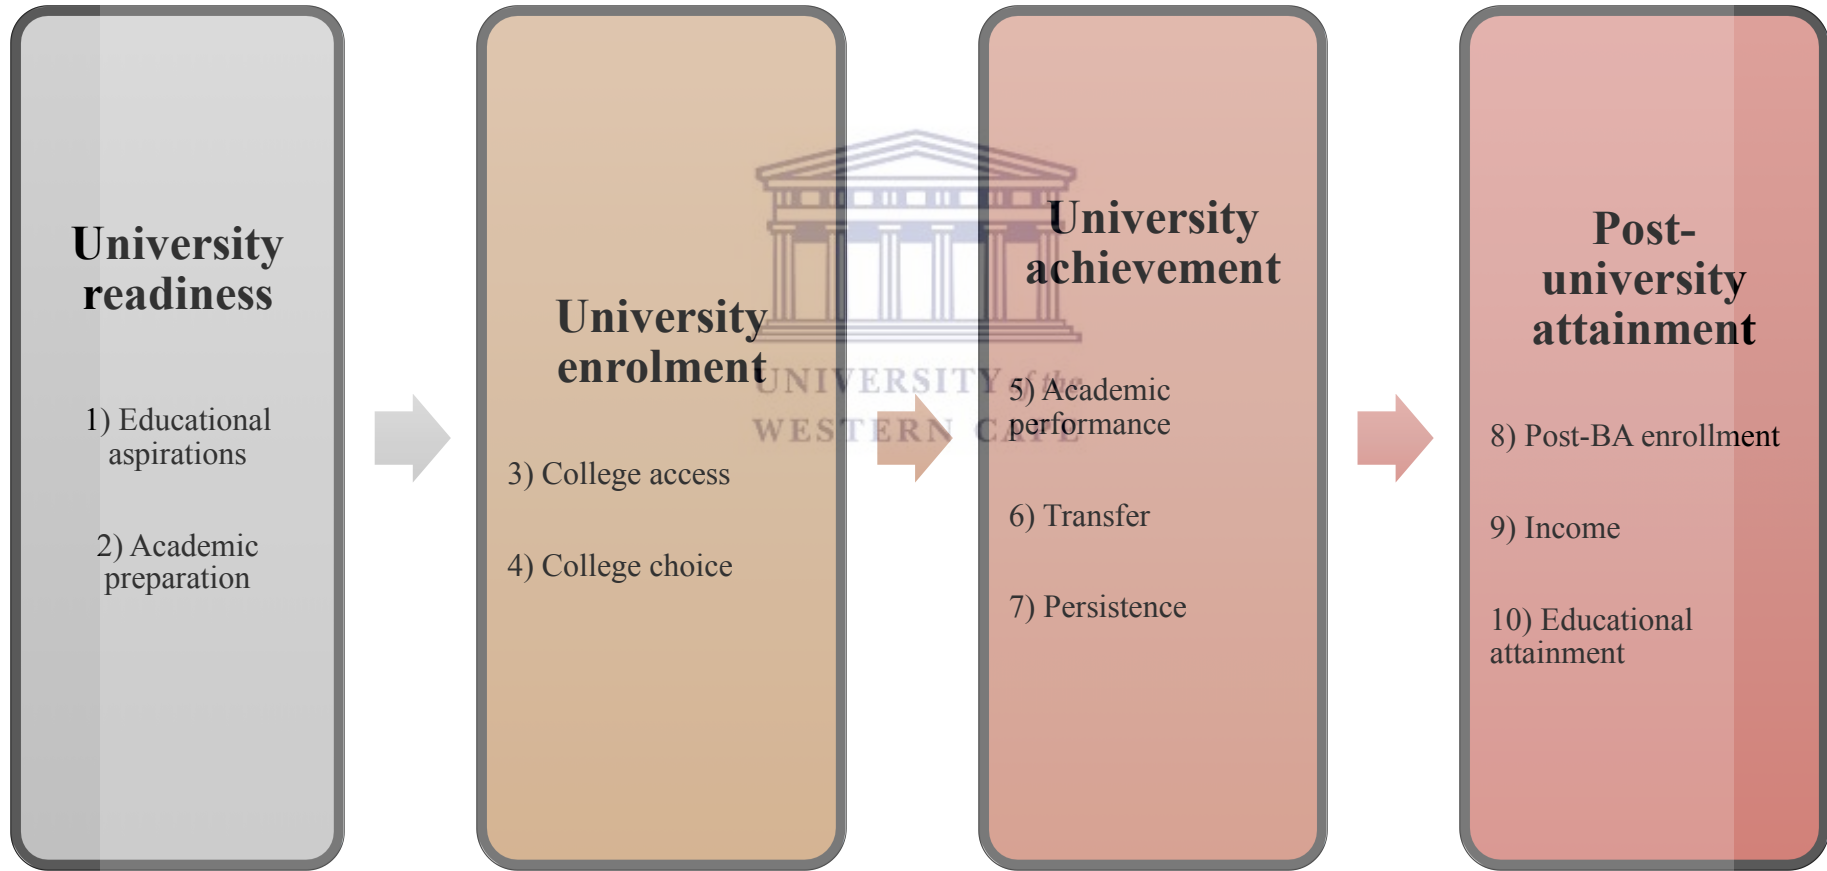 University
readiness
1) Educational
aspirations
2) Academic
preparation
University
enrolment
3) College access
4) College choice
University
achievement
5) Academic
performance
6) Transfer
7) Persistence
Post-
university
attainment
8) Post-BA enrollment
9) Income
10) Educational
attainment
UNIVERSITY of the
WESTERN CAPE